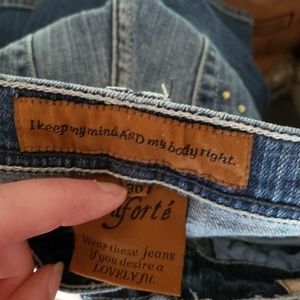 I keep my mind AND my body right.
forté
Wear these jeans
if you desire a
LOVELY fit.